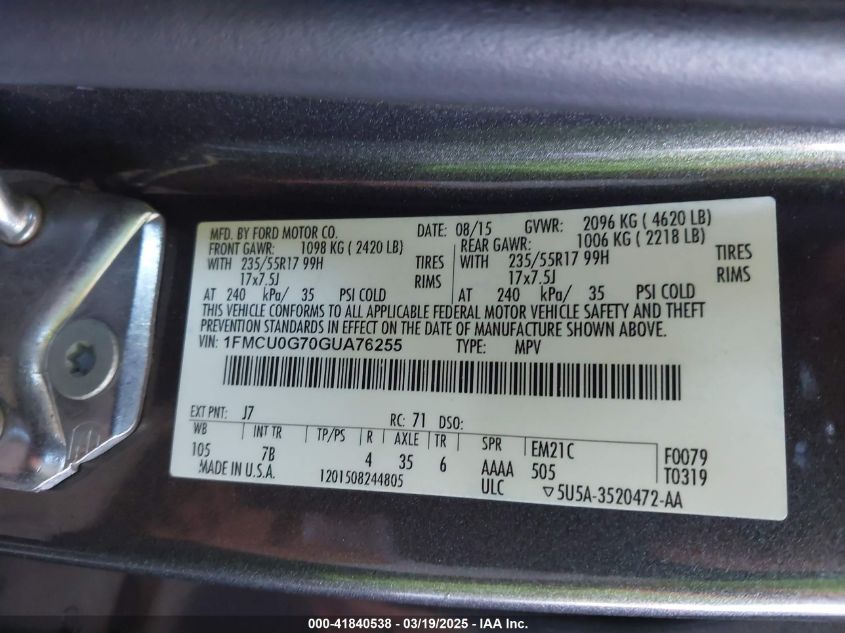 MFD. BY FORD MOTOR CO. DATE: 08/15 GVWR: 2096 KG ( 4620 LB)
FRONT GAWR: 1098 KG ( 2420 LB) REAR GAWR: 1006 KG ( 2218 LB)
WITH 235/55R17 99H TIRES WITH 235/55R17 99H TIRES
17x7.5J RIMS 17x7.5J RIMS
AT 240 kPa/ 35 PSI COLD AT 240 kPa/ 35 PSI COLD
THIS VEHICLE CONFORMS TO ALL APPLICABLE FEDERAL MOTOR VEHICLE SAFETY AND THEFT
PREVENTION STANDARDS IN EFFECT ON THE DATE OF MANUFACTURE SHOWN ABOVE.
VIN: 1FMCU0G70GUA76255 TYPE: MPV
EXT PNT: J7 RC: 71 DSO:
WB INT TR TP/PS R AXLE TR SPR EM21C F0079
105 7B 4 35 6 AAAA 505 T0319
MADE IN U.S.A. 1201508244805 ULC ▽5U5A-3520472-AA
000-41840538 - 03/19/2025 - IAA Inc.